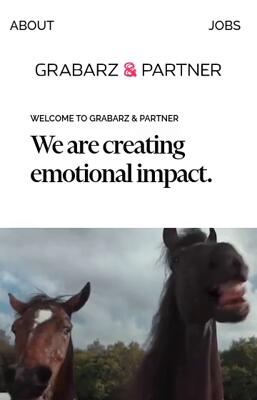 ABOUT
JOBS
GRABARZ & PARTNER
WELCOME TO GRABARZ & PARTNER
We are creating
emotional impact.